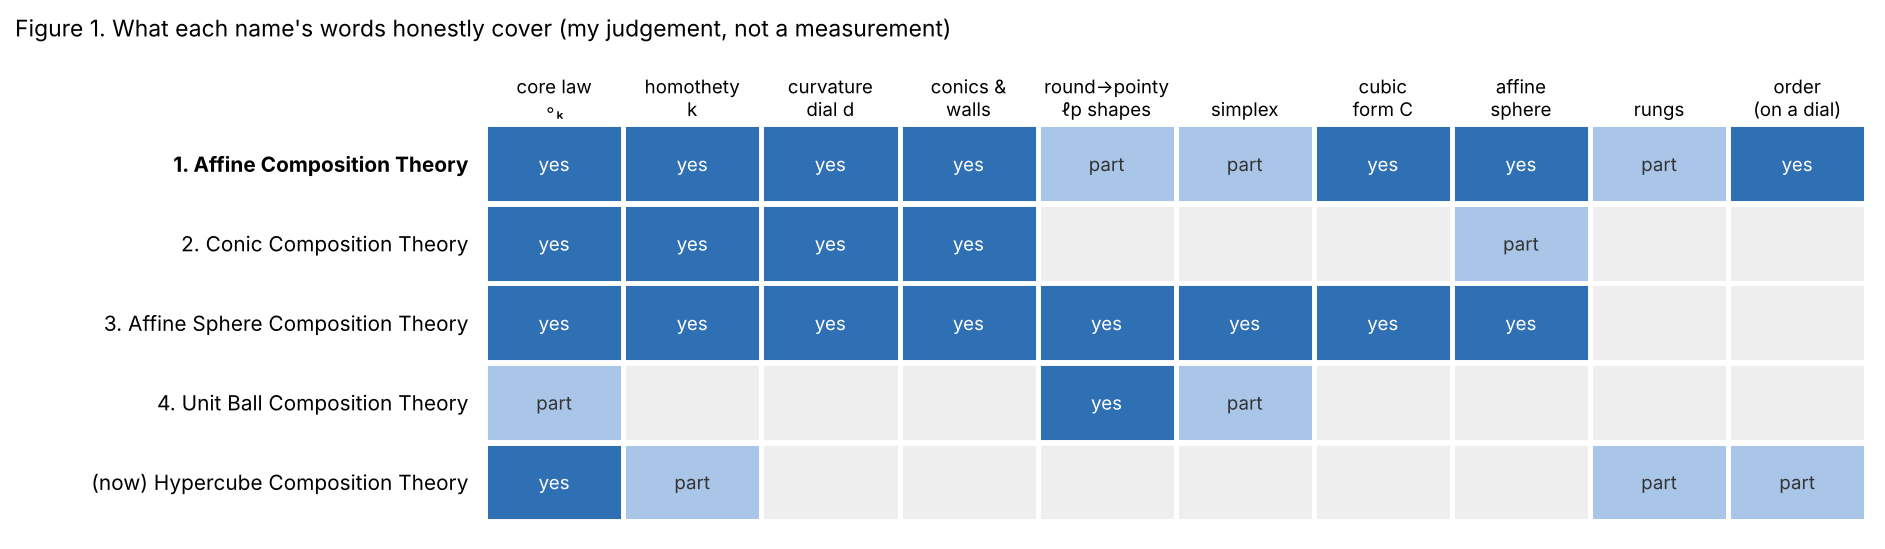 Figure 1. What each name's words honestly cover (my judgement, not a measurement)
core law homothety curvature conics & round→pointy cubic affine order
∘ₖ k dial d walls ℓp shapes simplex form C sphere rungs (on a dial)
1. Affine Composition Theory yes yes yes yes part part yes yes part yes
2. Conic Composition Theory yes yes yes yes part
3. Affine Sphere Composition Theory yes yes yes yes yes yes yes yes
4. Unit Ball Composition Theory part yes part
(now) Hypercube Composition Theory yes part part part